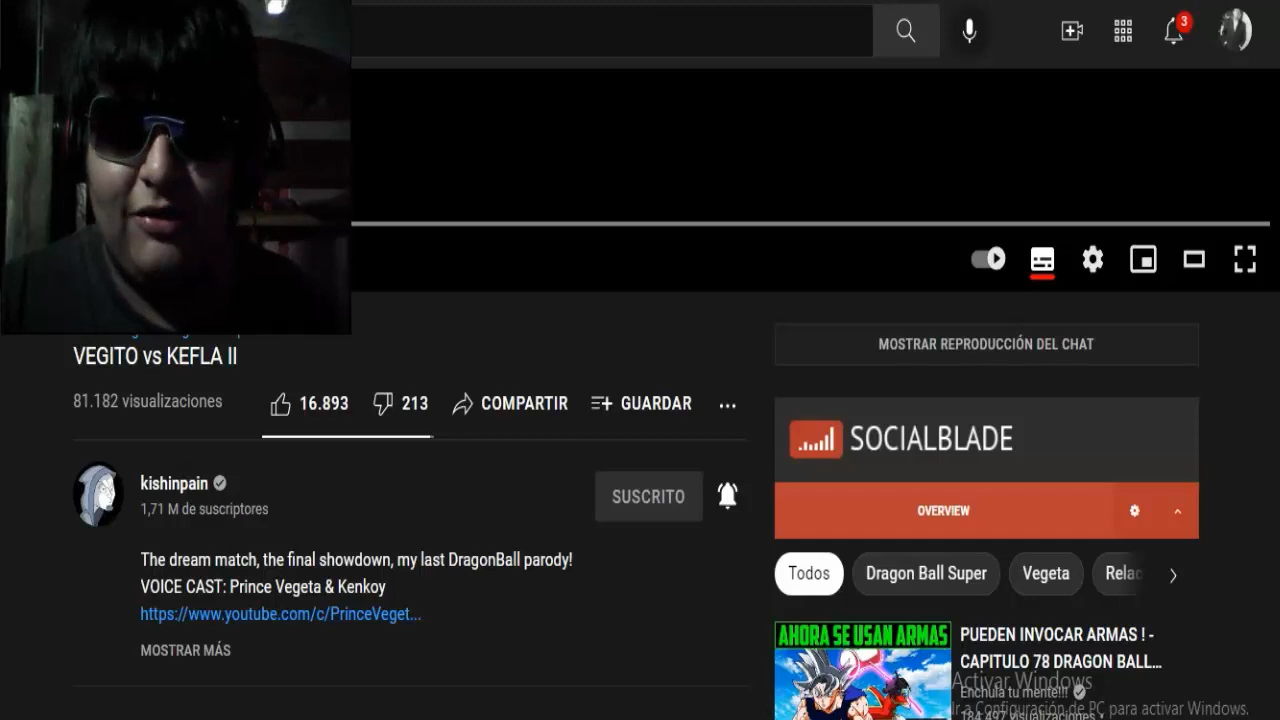 3
VEGITO vs KEFLA II
81.182 visualizaciones
16.893
213
COMPARTIR
GUARDAR
kishinpain
1,71 M de suscriptores
SUSCRITO
The dream match, the final showdown, my last DragonBall parody!
VOICE CAST: Prince Vegeta & Kenkoy
https://www.youtube.com/c/PrinceVeget...
MOSTRAR MÁS
MOSTRAR REPRODUCCIÓN DEL CHAT
SOCIALBLADE
OVERVIEW
Todos
Dragon Ball Super
Vegeta
Relac
AHORA SE USAN ARMAS
PUEDEN INVOCAR ARMAS ! -
CAPITULO 78 DRAGON BALL...
Enchula tu mente!!!
184.497 visualizaciones
Activar Windows
Ir a Configuración de PC para activar Windows.